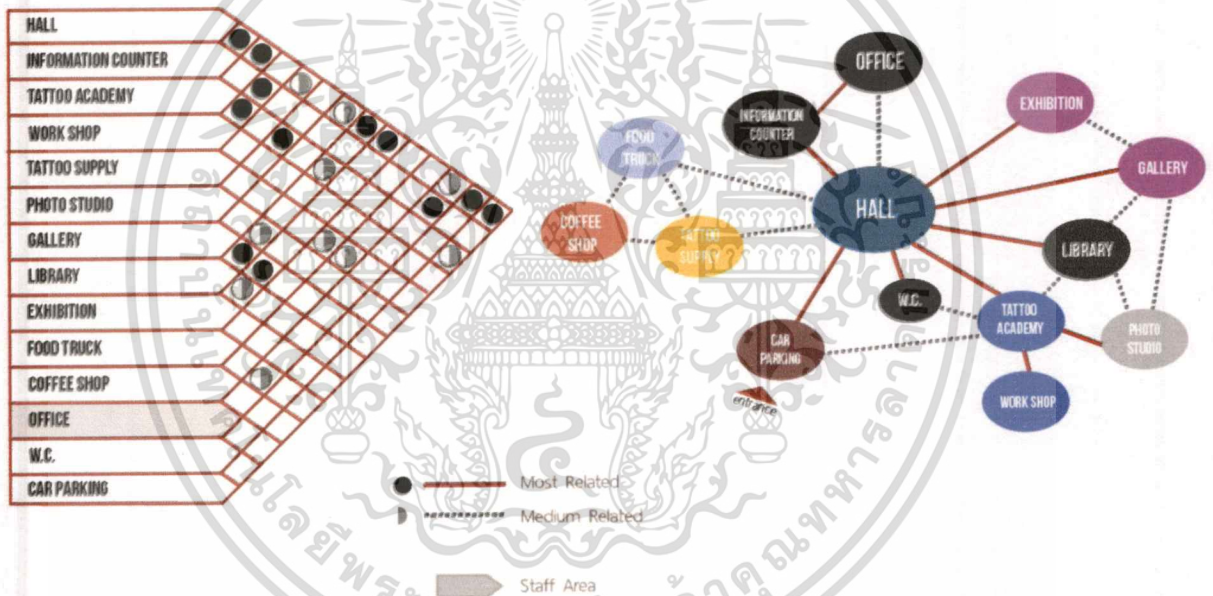 HALL
INFORMATION COUNTER
TATTOO ACADEMY
WORK SHOP
TATTOO SUPPLY
PHOTO STUDIO
GALLERY
LIBRARY
EXHIBITION
FOOD TRUCK
COFFEE SHOP
OFFICE
W.C.
CAR PARKING
OFFICE
EXHIBITION
INFORMATION
COUNTER
FOOD
TRUCK
GALLERY
HALL
COFFEE
SHOP
TATTOO
SUPPLY
LIBRARY
W.C.
TATTOO
ACADEMY
CAR
PARKING
PHOTO
STUDIO
entrance
WORK SHOP
Most Related
Medium Related
Staff Area